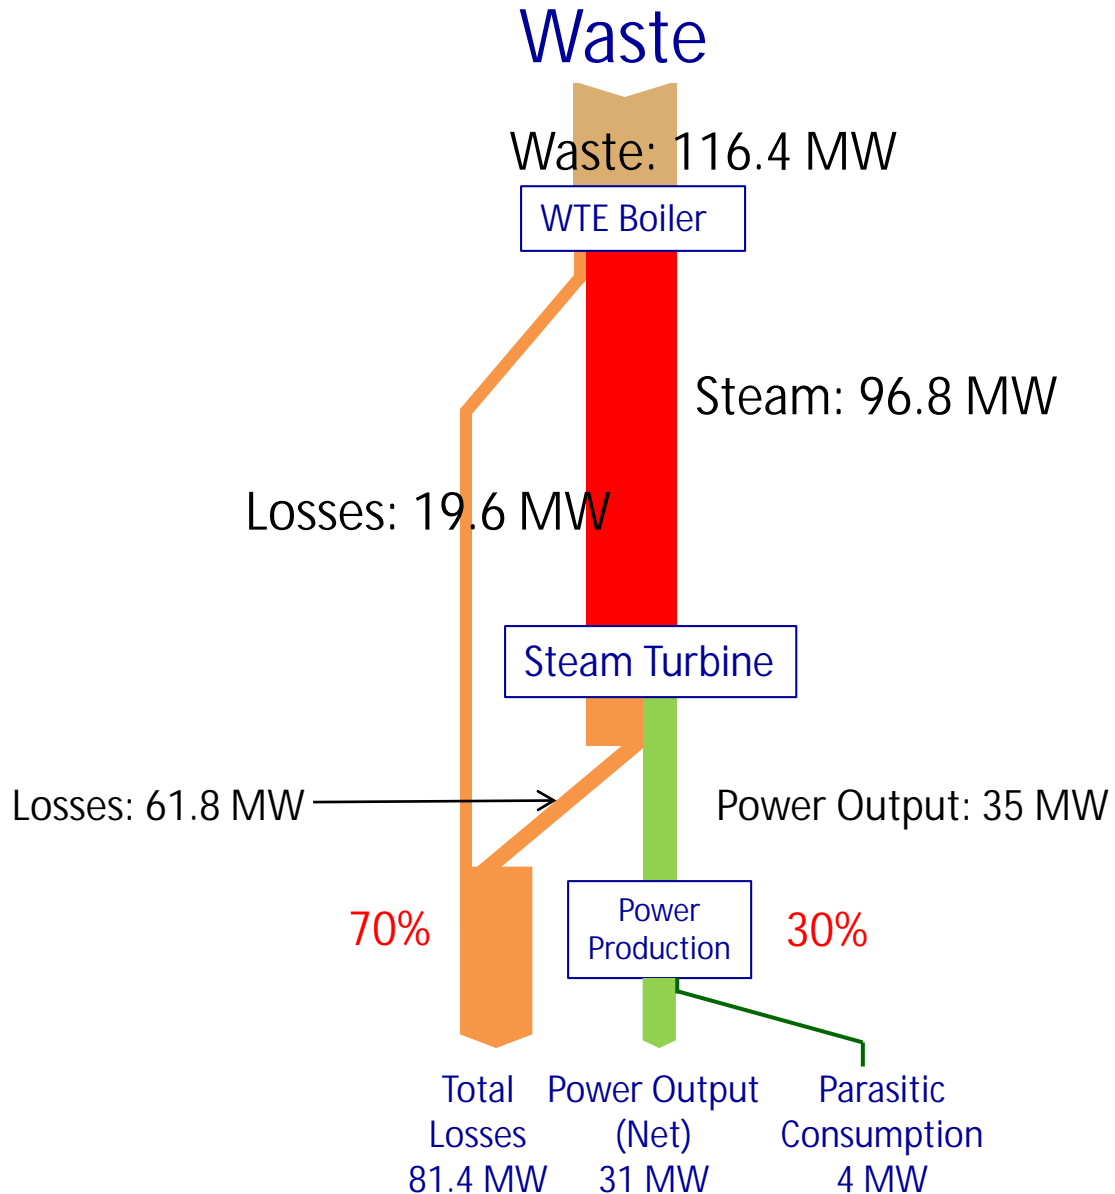 Waste
Waste: 116.4 MW
WTE Boiler
Steam: 96.8 MW
Losses: 19.6 MW
Steam Turbine
Losses: 61.8 MW
Power Output: 35 MW
70%
Power
Production
30%
Total
Losses
81.4 MW
Power Output
(Net)
31 MW
Parasitic
Consumption
4 MW